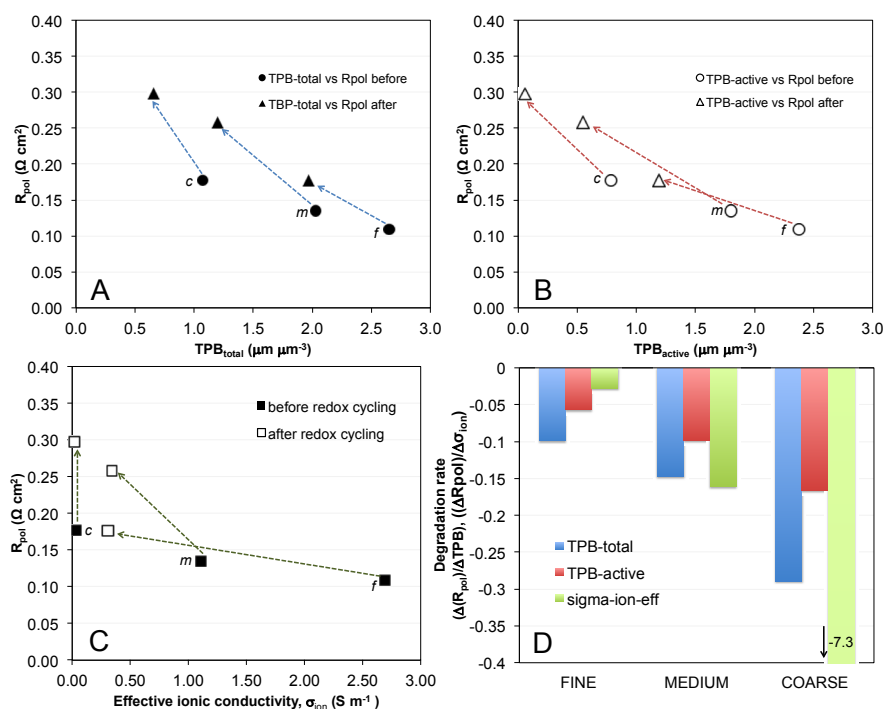 R_pol (Ω cm²)
0.40
0.35
0.30
0.25
0.20
0.15
0.10
0.05
0.00
TPB-total vs Rpol before
TBP-total vs Rpol after
c
m
f
A
0.0
0.5
1.0
1.5
2.0
2.5
3.0
TPB_total (µm µm⁻³)
R_pol (Ω cm²)
0.40
0.35
0.30
0.25
0.20
0.15
0.10
0.05
0.00
TPB-active vs Rpol before
TPB-active vs Rpol after
c
m
f
B
0.0
0.5
1.0
1.5
2.0
2.5
3.0
TPB_active (µm µm⁻³)
R_pol (Ω cm²)
0.40
0.35
0.30
0.25
0.20
0.15
0.10
0.05
0.00
before redox cycling
after redox cycling
c
m
f
C
0.00
0.50
1.00
1.50
2.00
2.50
3.00
Effective ionic conductivity, σ_ion (S m⁻¹)
Degradation rate
(Δ(R_pol)/ΔTPB), ((ΔRpol)/Δσ_ion)
0
-0.05
-0.1
-0.15
-0.2
-0.25
-0.3
-0.35
-0.4
TPB-total
TPB-active
sigma-ion-eff
D
-7.3
FINE
MEDIUM
COARSE